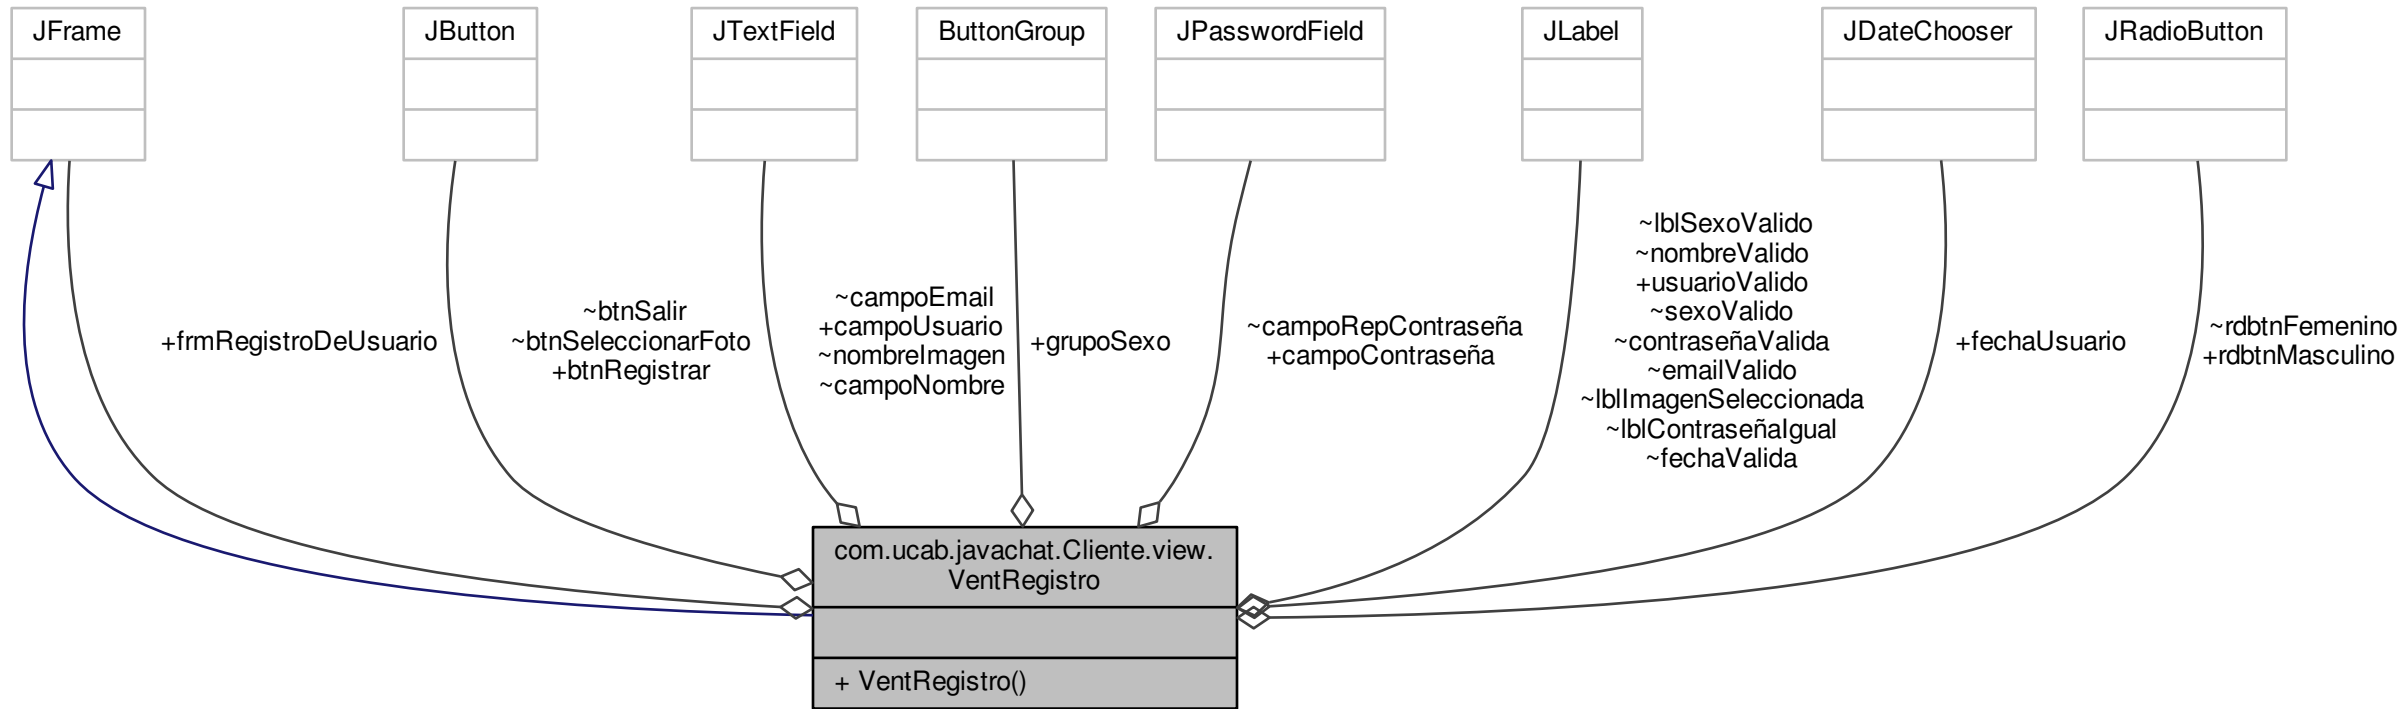 JFrame
JButton
JTextField
ButtonGroup
JPasswordField
JLabel
JDateChooser
JRadioButton
+frmRegistroDeUsuario
~btnSalir
~btnSeleccionarFoto
+btnRegistrar
~campoEmail
+campoUsuario
~nombreImagen
~campoNombre
+grupoSexo
~campoRepContraseña
+campoContraseña
~lblSexoValido
~nombreValido
+usuarioValido
~sexoValido
~contraseñaValida
~emailValido
~lblImagenSeleccionada
~lblContraseñaIgual
~fechaValida
+fechaUsuario
~rdbtnFemenino
+rdbtnMasculino
com.ucab.javachat.Cliente.view.
VentRegistro
+ VentRegistro()